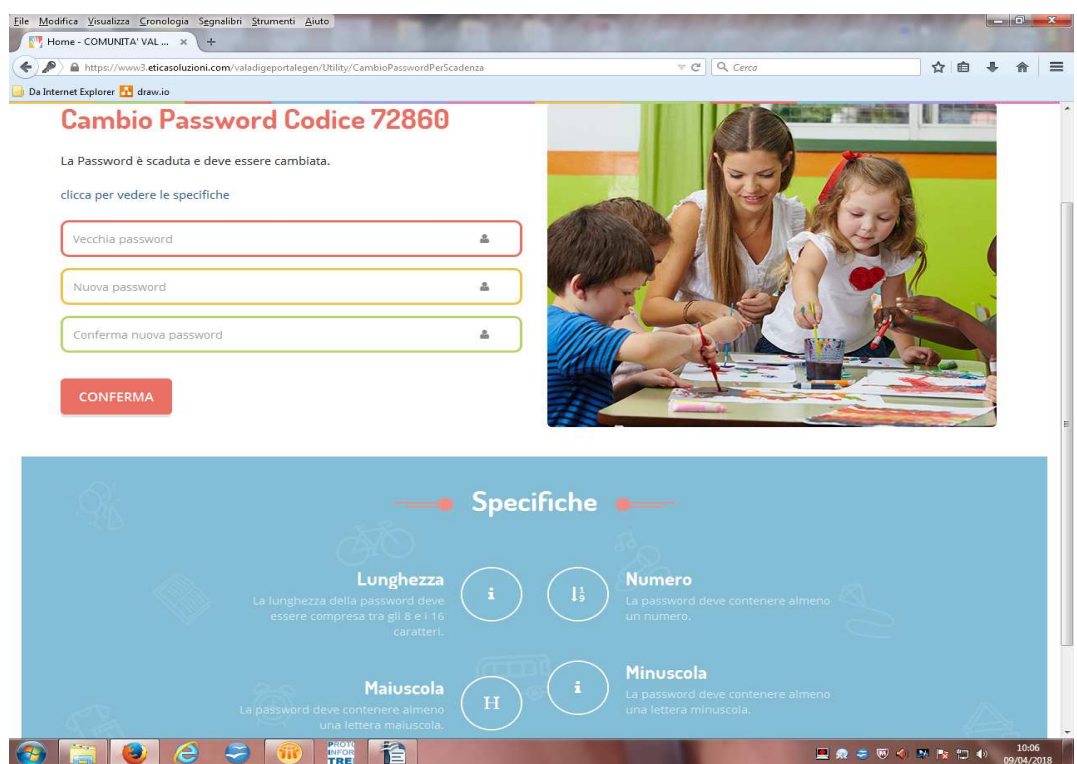 File Modifica Visualizza Cronologia Segnalibri Strumenti Aiuto
Home - COMUNITA' VAL ... × +
https://www3.eticasoluzioni.com/valadigeportalegen/Utility/CambioPasswordPerScadenza
Cerca
Da Internet Explorer draw.io
Cambio Password Codice 72860
La Password è scaduta e deve essere cambiata.
clicca per vedere le specifiche
Vecchia password
Nuova password
Conferma nuova password
CONFERMA
Specifiche
Lunghezza
La lunghezza della password deve
essere compresa tra gli 8 e i 16
caratteri.
Numero
La password deve contenere almeno
un numero.
Maiuscola
La password deve contenere almeno
una lettera maiuscola.
H
Minuscola
La password deve contenere almeno
una lettera minuscola.
PROTO
INFOR
TRE
10:06
09/04/2018